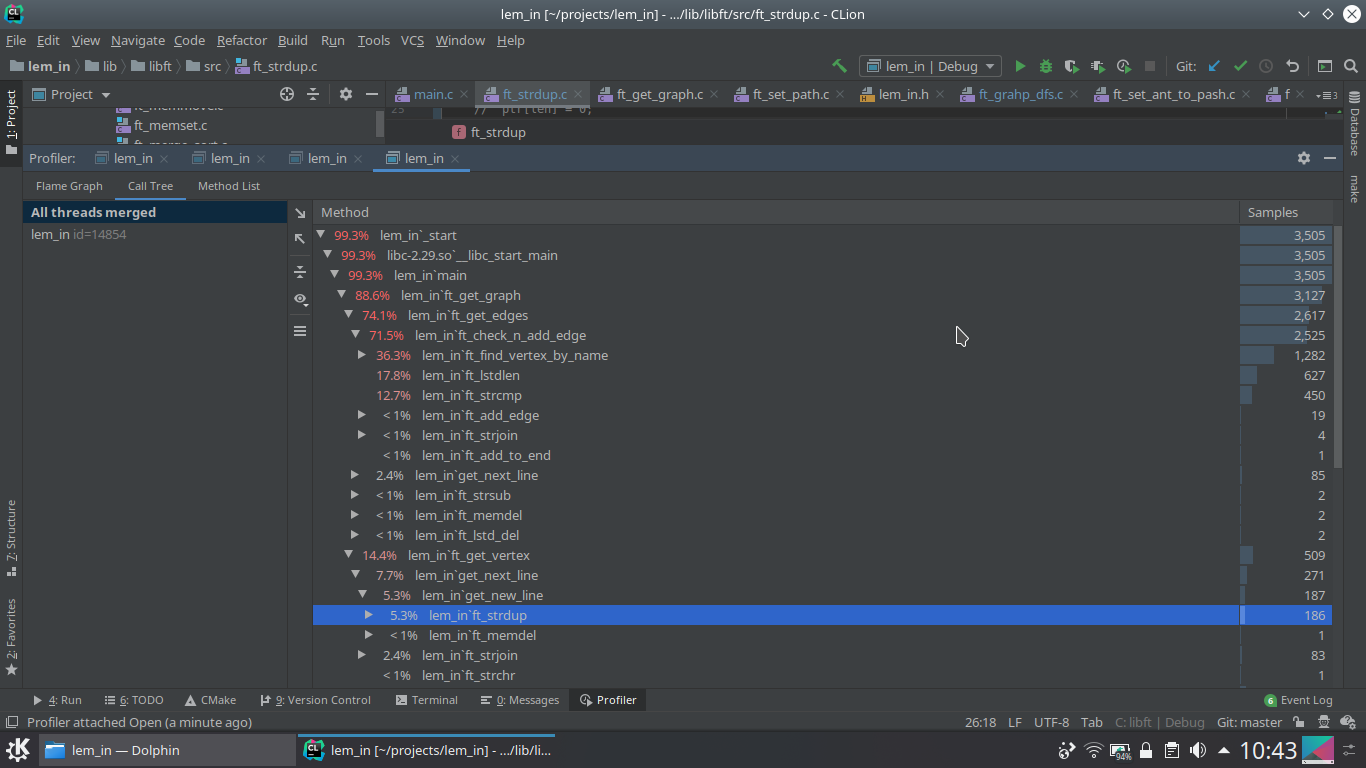 lem_in [~/projects/lem_in] - .../lib/libft/src/ft_strdup.c - CLion
File Edit View Navigate Code Refactor Build Run Tools VCS Window Help
lem_in lib libft src ft_strdup.c lem_in | Debug Git:
1: Project
Project main.c ft_strdup.c ft_get_graph.c ft_set_path.c lem_in.h ft_grahp_dfs.c ft_set_ant_to_pash.c f 3
25 // ptr[len] = 0;
ft_memset.c f ft_strdup
Database
make
Profiler: lem_in lem_in lem_in lem_in
Flame Graph Call Tree Method List
All threads merged
lem_in id=14854
Method Samples
99.3% lem_in`_start 3,505
99.3% libc-2.29.so`__libc_start_main 3,505
99.3% lem_in`main 3,505
88.6% lem_in`ft_get_graph 3,127
74.1% lem_in`ft_get_edges 2,617
71.5% lem_in`ft_check_n_add_edge 2,525
36.3% lem_in`ft_find_vertex_by_name 1,282
17.8% lem_in`ft_lstdlen 627
12.7% lem_in`ft_strcmp 450
< 1% lem_in`ft_add_edge 19
< 1% lem_in`ft_strjoin 4
< 1% lem_in`ft_add_to_end 1
2.4% lem_in`get_next_line 85
< 1% lem_in`ft_strsub 2
< 1% lem_in`ft_memdel 2
< 1% lem_in`ft_lstd_del 2
14.4% lem_in`ft_get_vertex 509
7.7% lem_in`get_next_line 271
5.3% lem_in`get_new_line 187
5.3% lem_in`ft_strdup 186
< 1% lem_in`ft_memdel 1
2.4% lem_in`ft_strjoin 83
< 1% lem_in`ft_strchr 1
7: Structure
2: Favorites
4: Run 6: TODO CMake 9: Version Control Terminal 0: Messages Profiler 6 Event Log
Profiler attached Open (a minute ago) 26:18 LF UTF-8 Tab C: libft | Debug Git: master
lem_in — Dolphin CL lem_in [~/projects/lem_in] - .../lib/li... 94% 10:43